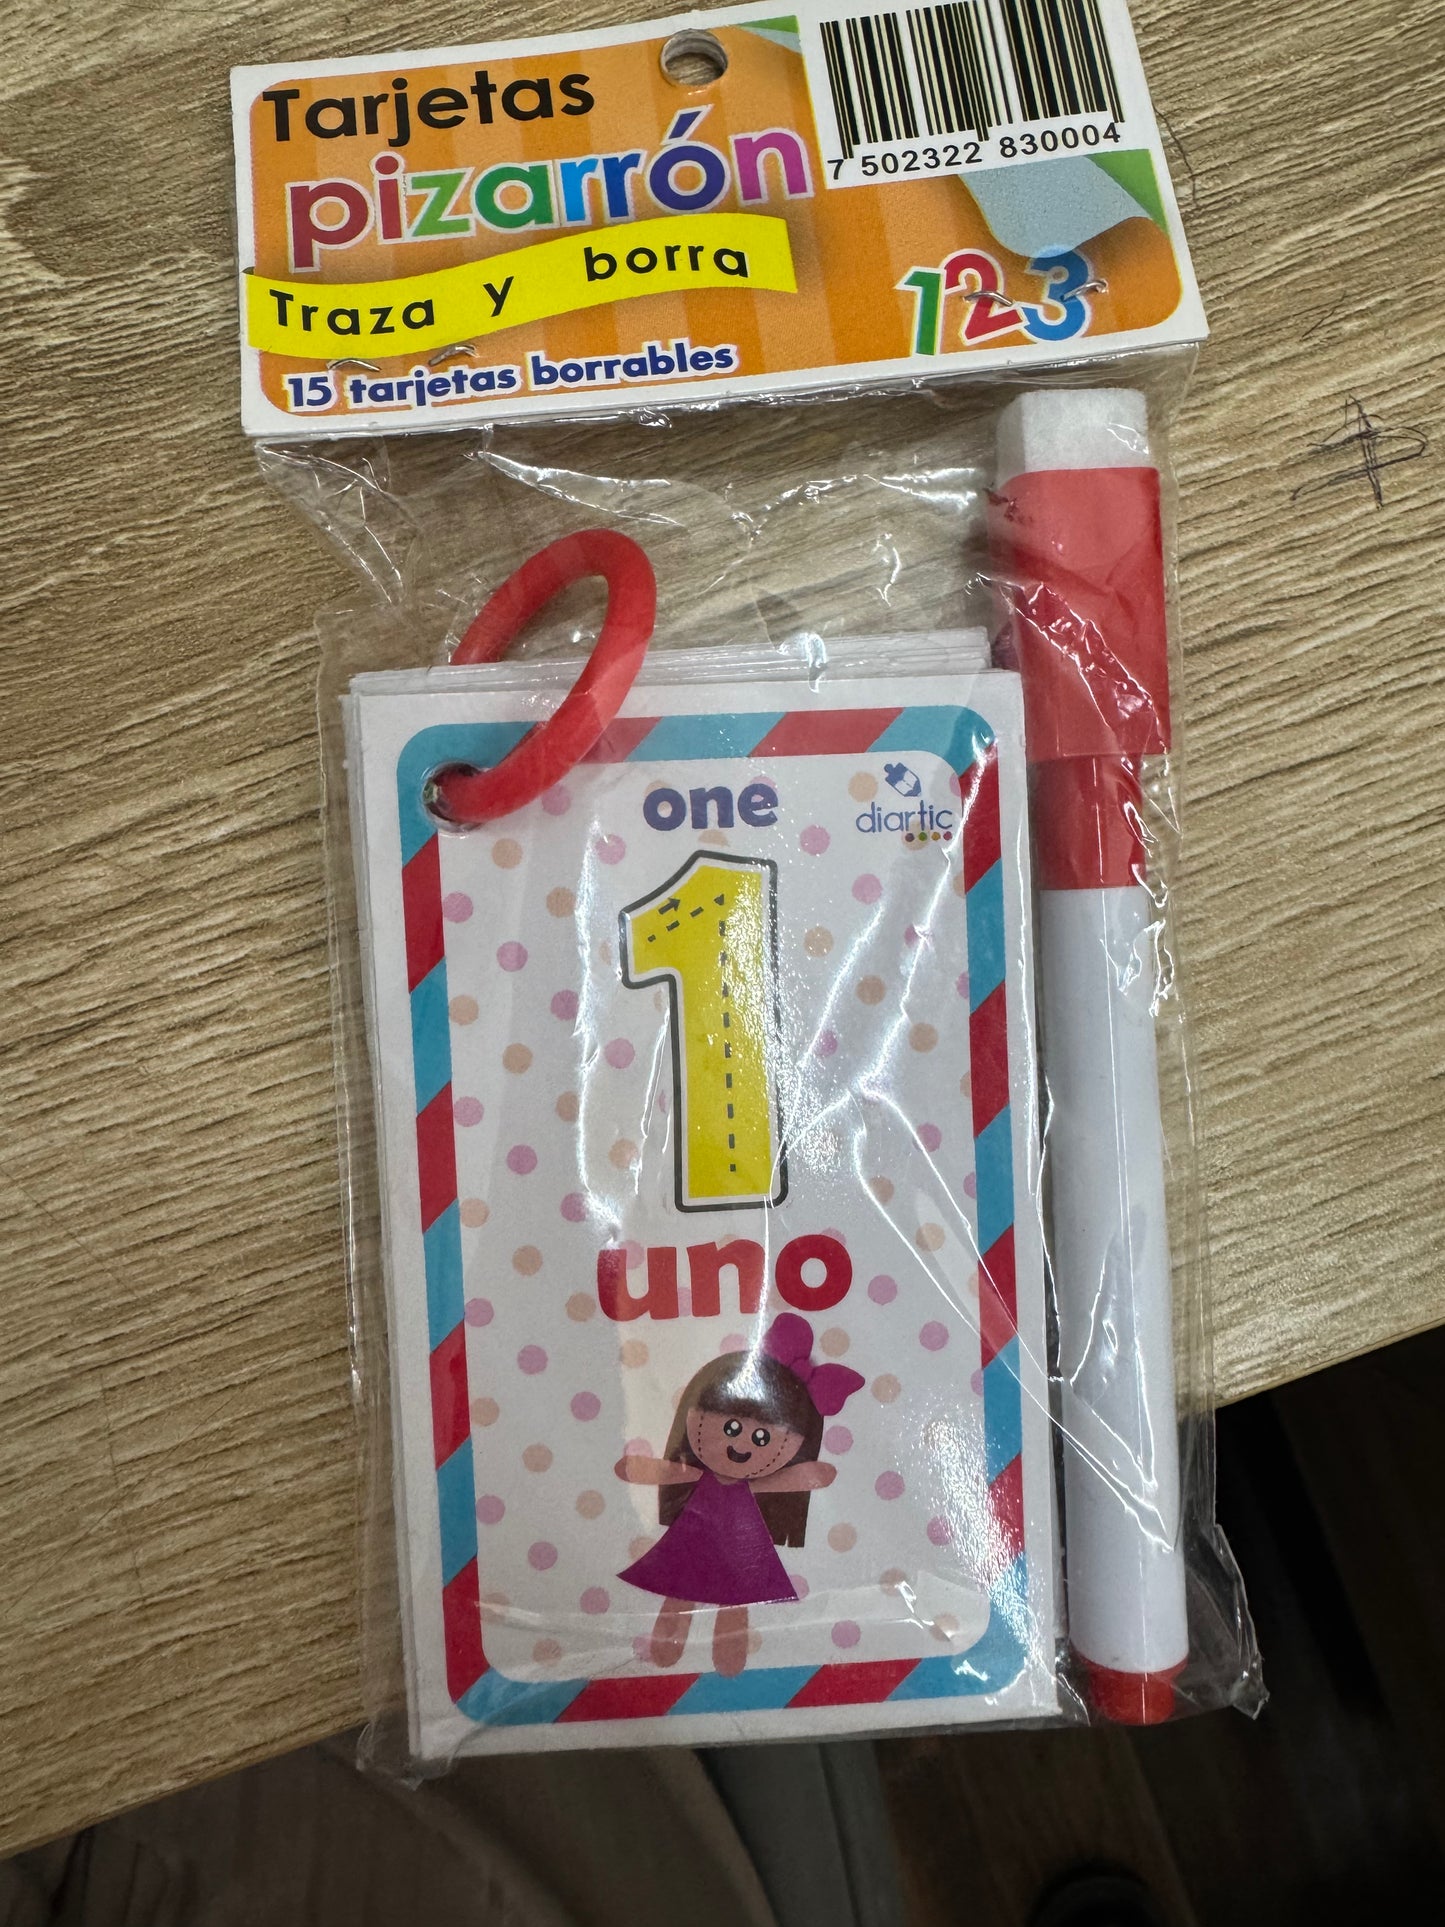 Tarjetas
pizarrón
Traza y borra
15 tarjetas borrables
7 502322 830004
123
one
diartic
1
uno